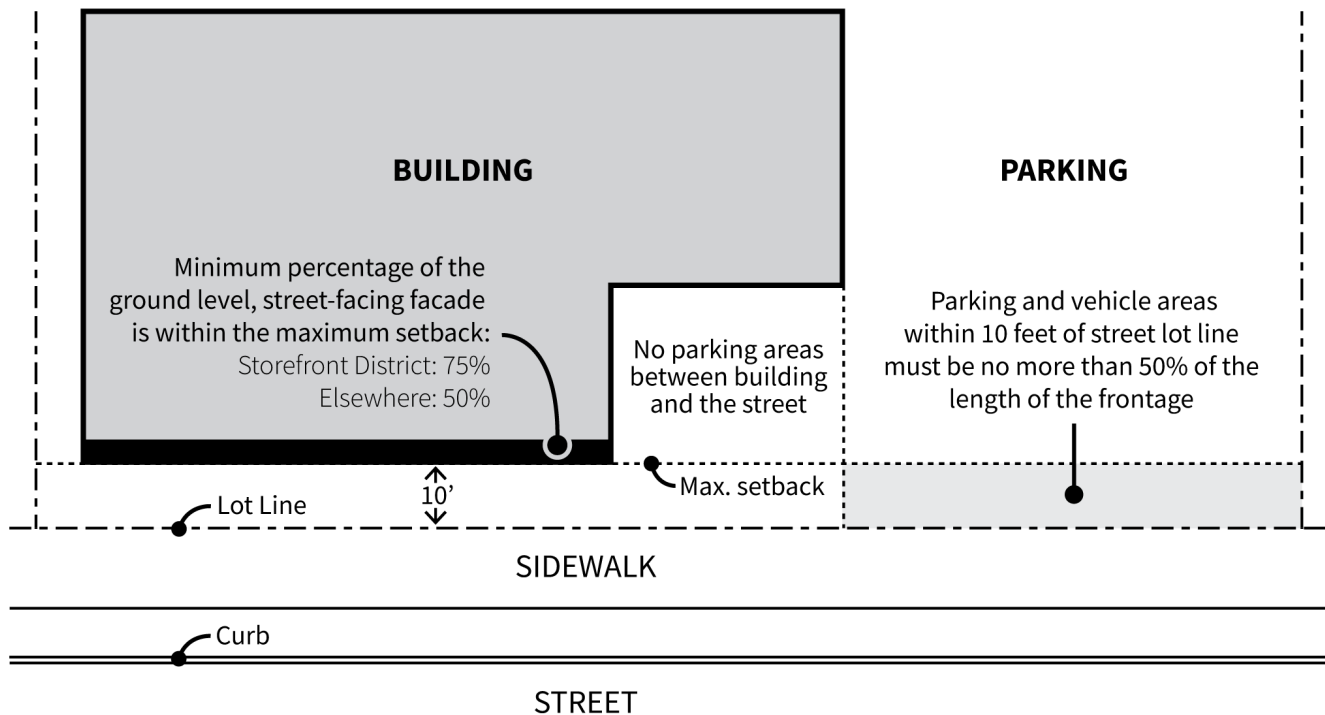 BUILDING
PARKING
Minimum percentage of the
ground level, street-facing facade
is within the maximum setback:
Storefront District: 75%
Elsewhere: 50%
No parking areas
between building
and the street
Parking and vehicle areas
within 10 feet of street lot line
must be no more than 50% of the
length of the frontage
Max. setback
10’
Lot Line
SIDEWALK
Curb
STREET